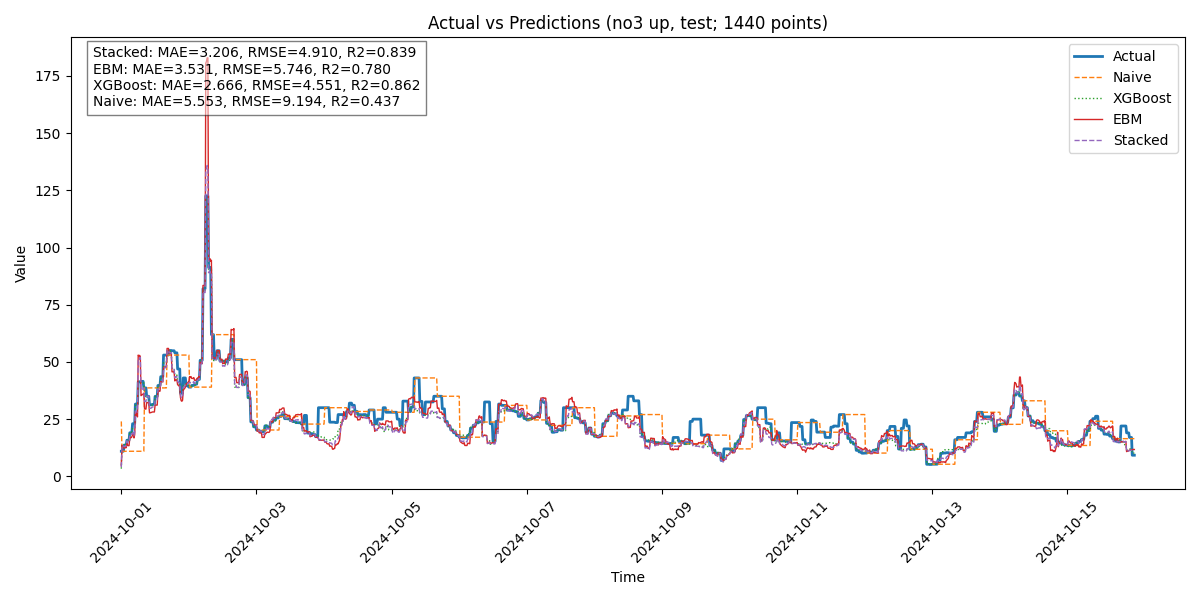 Actual vs Predictions (no3 up, test; 1440 points)
Stacked: MAE=3.206, RMSE=4.910, R2=0.839
EBM: MAE=3.531, RMSE=5.746, R2=0.780
XGBoost: MAE=2.666, RMSE=4.551, R2=0.862
Naive: MAE=5.553, RMSE=9.194, R2=0.437
Actual
Naive
XGBoost
EBM
Stacked
Value
175
150
125
100
75
50
25
0
2024-10-01
2024-10-03
2024-10-05
2024-10-07
2024-10-09
2024-10-11
2024-10-13
2024-10-15
Time